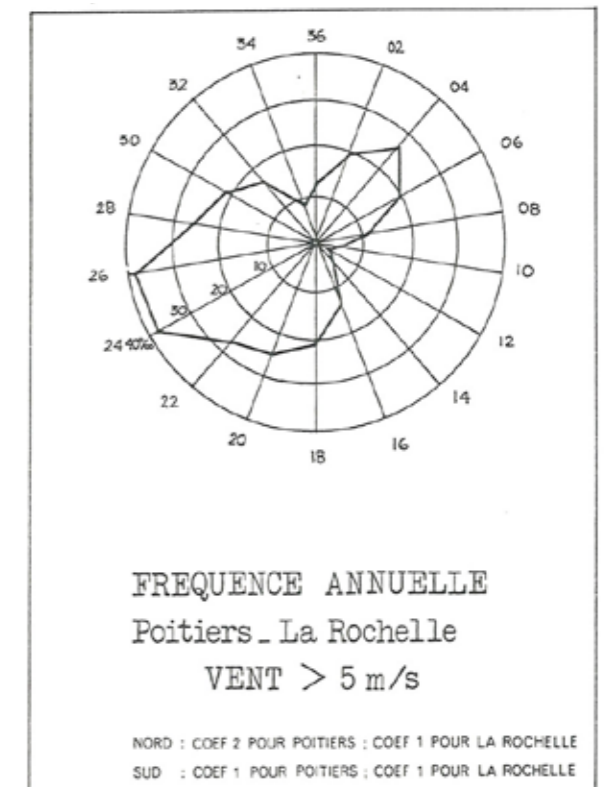 36
34 02
32 04
30 06
28 08
26 10
10
20
30
24 40‰ 12
22 14
20 16
18
FREQUENCE ANNUELLE
Poitiers _ La Rochelle
VENT > 5 m/s
NORD : COEF 2 POUR POITIERS ; COEF 1 POUR LA ROCHELLE
SUD : COEF 1 POUR POITIERS ; COEF 1 POUR LA ROCHELLE